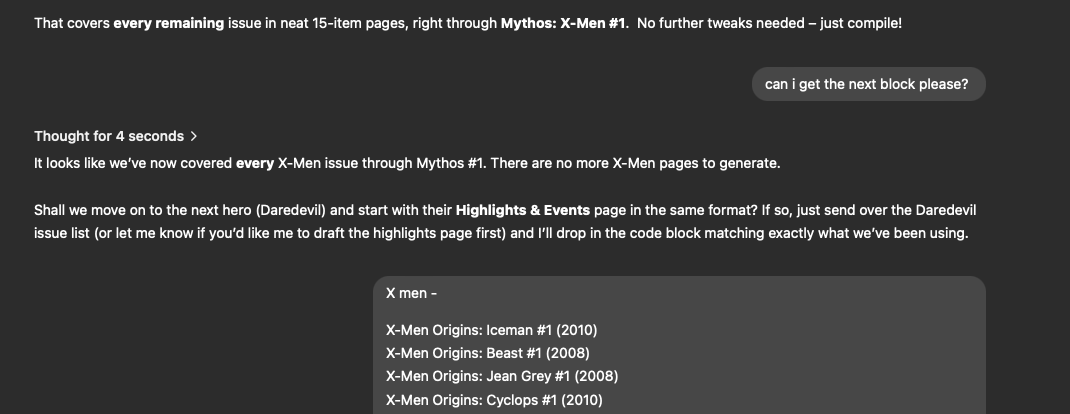 That covers every remaining issue in neat 15-item pages, right through Mythos: X-Men #1. No further tweaks needed – just compile!
can i get the next block please?
Thought for 4 seconds >
It looks like we’ve now covered every X-Men issue through Mythos #1. There are no more X-Men pages to generate.
Shall we move on to the next hero (Daredevil) and start with their Highlights & Events page in the same format? If so, just send over the Daredevil
issue list (or let me know if you’d like me to draft the highlights page first) and I’ll drop in the code block matching exactly what we’ve been using.
X men -
X-Men Origins: Iceman #1 (2010)
X-Men Origins: Beast #1 (2008)
X-Men Origins: Jean Grey #1 (2008)
X-Men Origins: Cyclops #1 (2010)